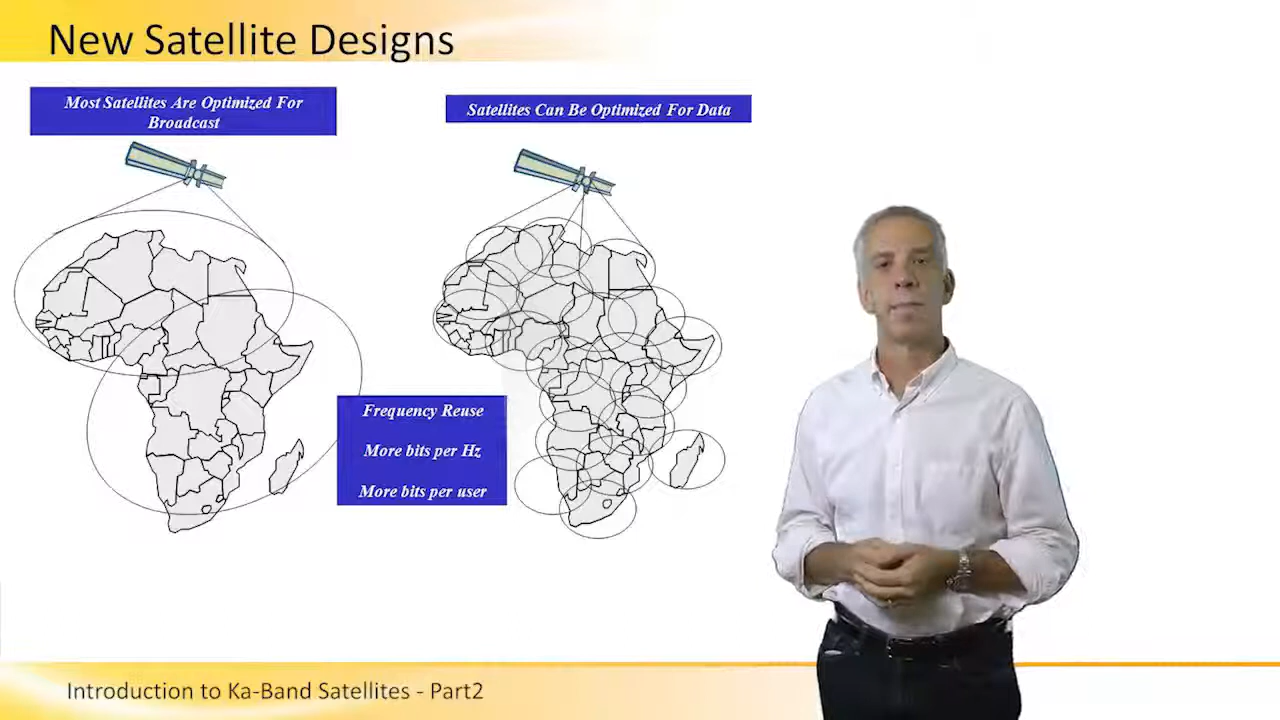 New Satellite Designs
Most Satellites Are Optimized For
Broadcast
Satellites Can Be Optimized For Data
Frequency Reuse
More bits per Hz
More bits per user
Introduction to Ka-Band Satellites - Part2